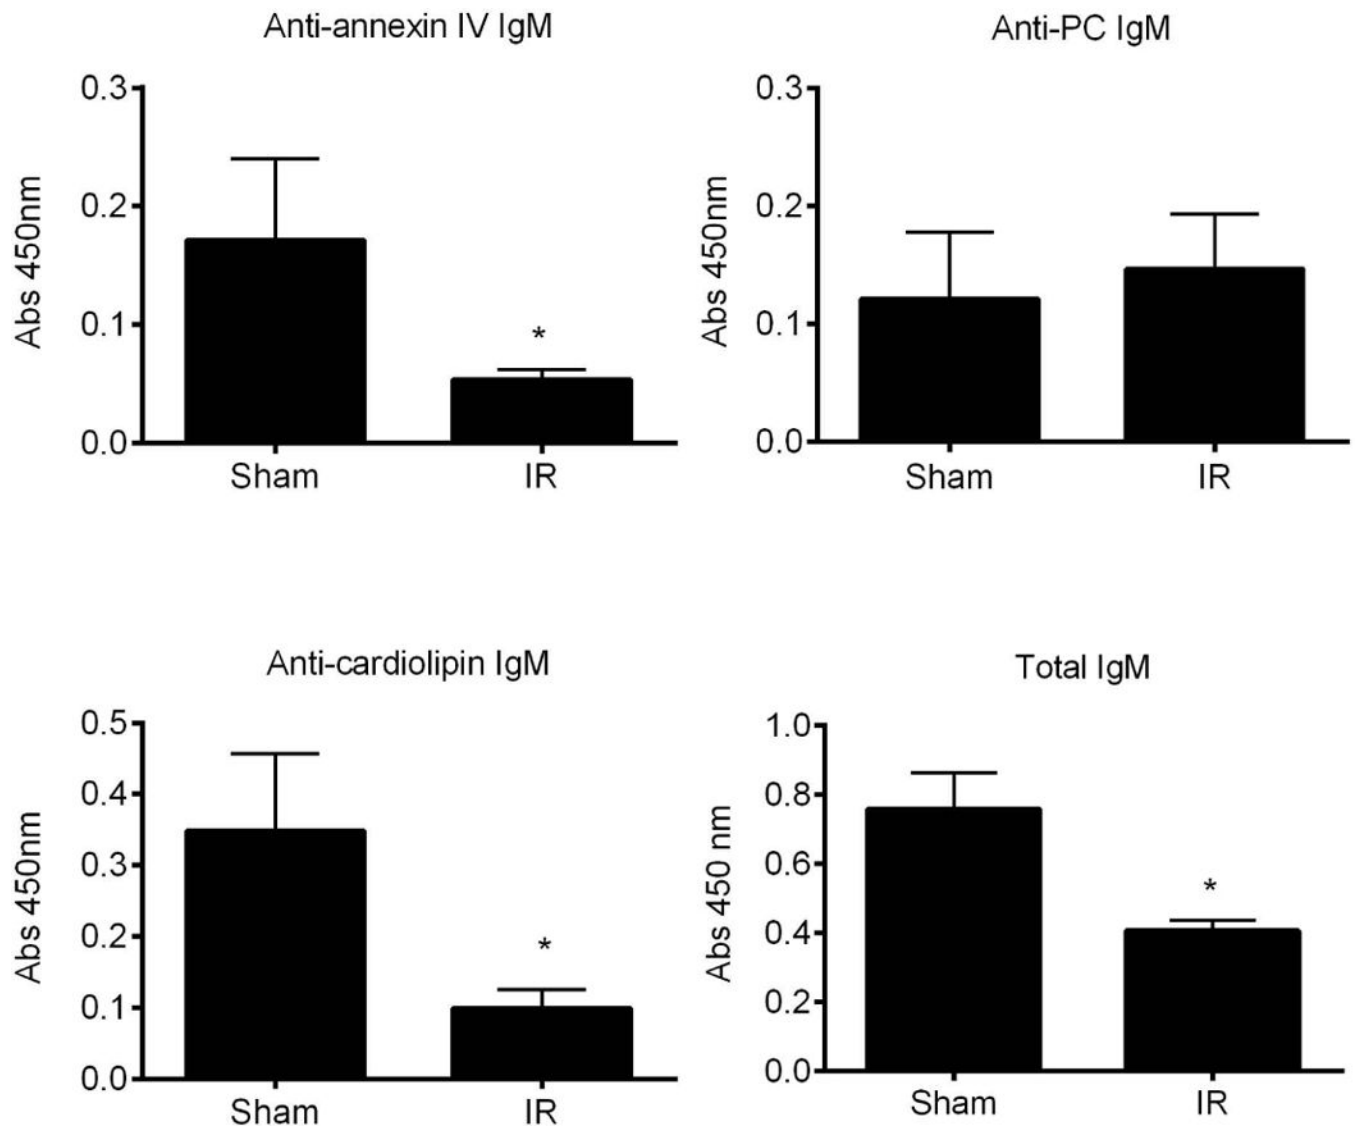 Anti-annexin IV IgM
Abs 450nm
0.3
0.2
0.1
0.0
*
Sham IR
Anti-PC IgM
Abs 450nm
0.3
0.2
0.1
0.0
Sham IR
Anti-cardiolipin IgM
Abs 450nm
0.5
0.4
0.3
0.2
0.1
0.0
*
Sham IR
Total IgM
Abs 450 nm
1.0
0.8
0.6
0.4
0.2
0.0
*
Sham IR